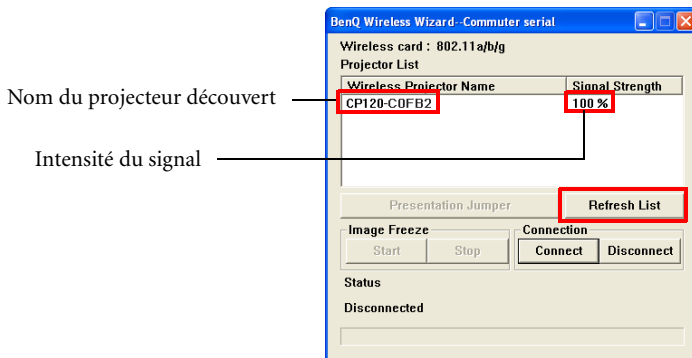 BenQ Wireless Wizard--Commuter serial
Wireless card : 802.11a/b/g
Projector List
Wireless Projector Name Signal Strength
Nom du projecteur découvert
CP120-C0FB2 100 %
Intensité du signal
Presentation Jumper Refresh List
Image Freeze Connection
Start Stop Connect Disconnect
Status
Disconnected